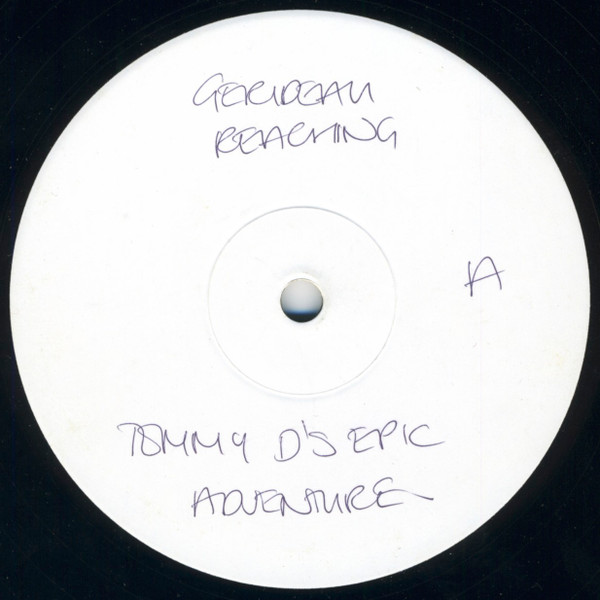 GERIDEAU
REACHING
A
TOMMY D'S EPIC
ADVENTURE